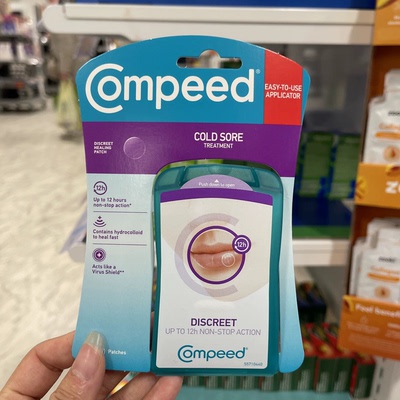 Compeed®
EASY-TO-USE
APPLICATOR
COLD SORE
TREATMENT
DISCREET
HEALING
PATCH
12h
Up to 12 hours
non-stop action*
Contains hydrocolloid
to heal fast
Acts like a
Virus Shield**
Patches
Push down to open
12h
DISCREET
UP TO 12h NON-STOP ACTION
Compeed®
Peel benefi